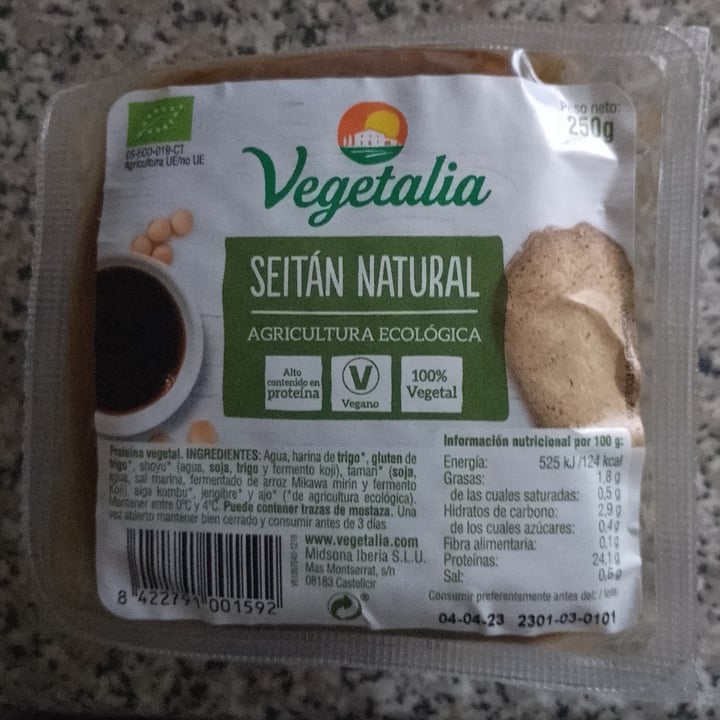 ES-ECO-019-CT
Agricultura UE/no UE
Peso neto:
250g
Vegetalia
SEITÁN NATURAL
AGRICULTURA ECOLÓGICA
Alto
contenido en
proteína
V
Vegano
100%
Vegetal
Proteína vegetal. INGREDIENTES: Agua, harina de trigo*, gluten de
trigo*, shoyu* (agua, soja, trigo y fermento koji), tamari* (soja,
agua, sal marina, fermentado de arroz Mikawa mirin y fermento
Koji), alga kombu*, jengibre* y ajo* (*de agricultura ecológica).
Mantener entre 0ºC y 4ºC. Puede contener trazas de mostaza. Una
vez abierto mantener bien cerrado y consumir antes de 3 días
Información nutricional por 100 g:
Energía: 525 kJ /124 kcal
Grasas: 1,8 g
de las cuales saturadas: 0,5 g
Hidratos de carbono: 2,9 g
de los cuales azúcares: 0,4 g
Fibra alimentaria: 0,1 g
Proteínas: 24,1 g
Sal: 0,6 g
www.vegetalia.com
Midsona Iberia S.L.U.
Mas Montserrat, s/n
08183 Castellcir
8 422791 001592
Consumir preferentemente antes del: / lote:
04-04-23 2301-03-0101